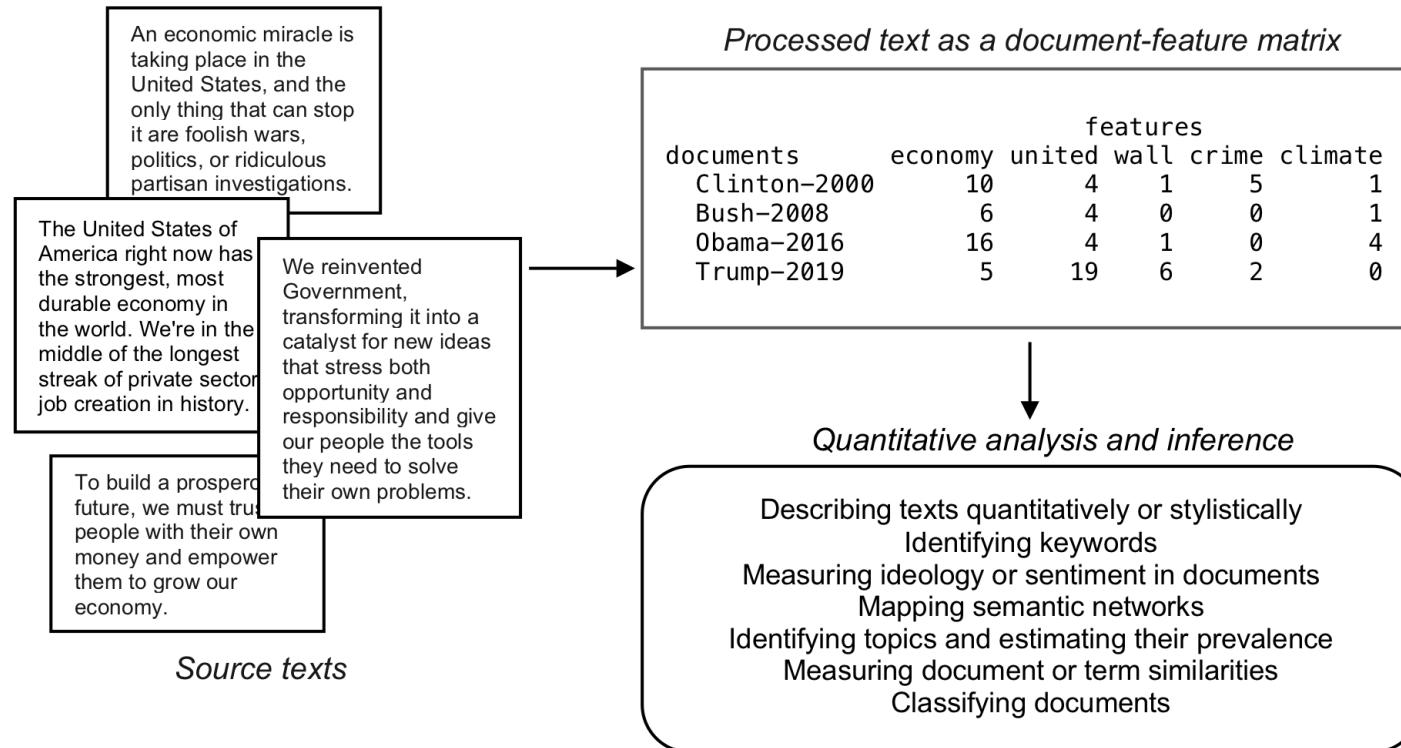 An economic miracle is
taking place in the
United States, and the
only thing that can stop
it are foolish wars,
politics, or ridiculous
partisan investigations.
The United States of
America right now has
the strongest, most
durable economy in
the world. We're in the
middle of the longest
streak of private sector
job creation in history.
We reinvented
Government,
transforming it into a
catalyst for new ideas
that stress both
opportunity and
responsibility and give
our people the tools
they need to solve
their own problems.
To build a
future, we must
people with their own
money and empower
them to grow our
economy.
Source texts
Processed text as a document-feature matrix
features
documents economy united wall crime climate
Clinton-2000 10 4 1 5 1
Bush-2008 6 4 0 0 1
Obama-2016 16 4 1 0 4
Trump-2019 5 19 6 2 0
Quantitative analysis and inference
Describing texts quantitatively or stylistically
Identifying keywords
Measuring ideology or sentiment in documents
Mapping semantic networks
Identifying topics and estimating their prevalence
Measuring document or term similarities
Classifying documents